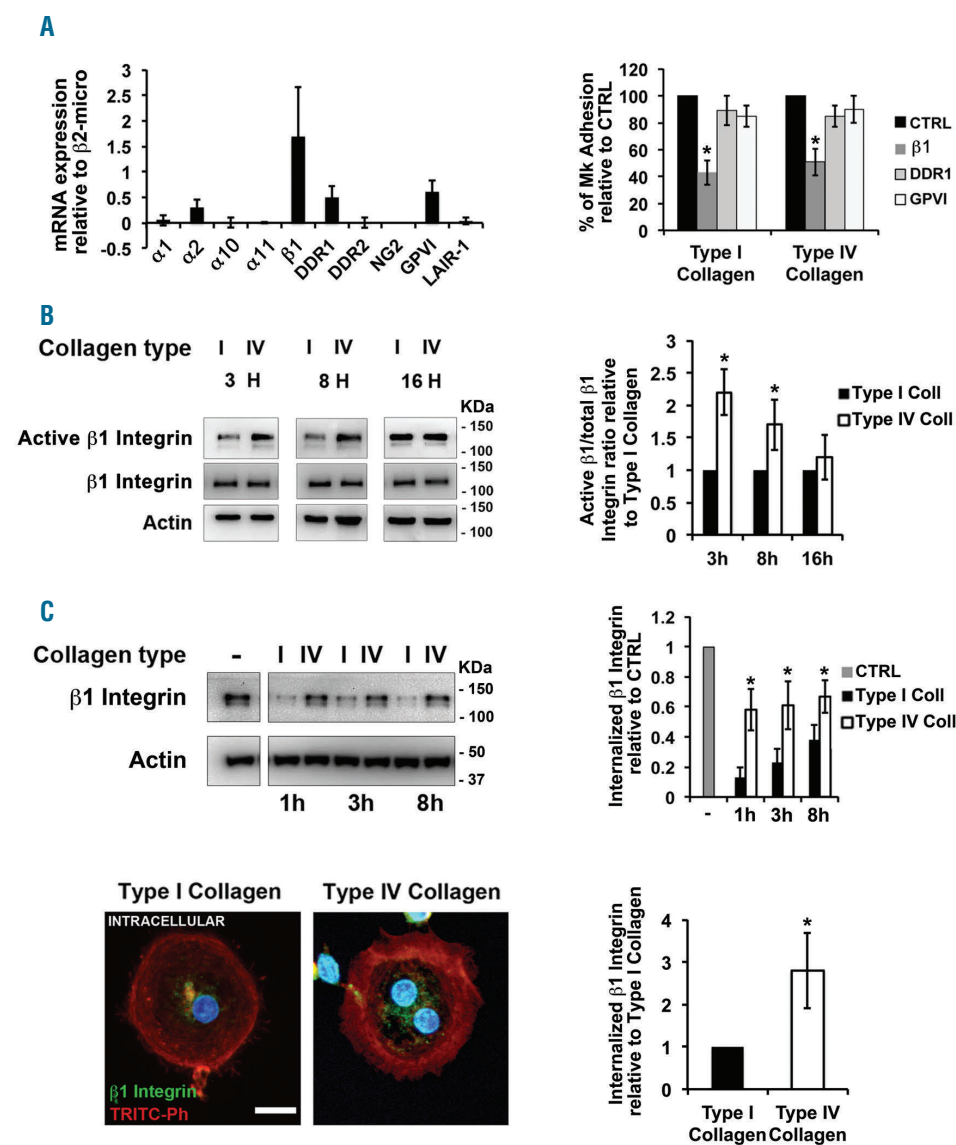 A
mRNA expression
relative to β2-micro
3
2.5
2
1.5
1
0.5
0
-0.5
α1
α2
α10
α11
β1
DDR1
DDR2
NG2
GPVI
LAIR-1
% of Mk Adhesion
relative to CTRL
120
100
80
60
40
20
0
*
*
Type I
Collagen
Type IV
Collagen
CTRL
β1
DDR1
GPVI
B
Collagen type I IV I IV I IV
3 H 8 H 16 H
KDa
Active β1 Integrin - 150
- 100
β1 Integrin - 150
- 100
Actin - 150
- 100
Active β1/total β1
Integrin ratio relative
to Type I Collagen
3
2.5
2
1.5
1
0.5
0
*
*
3h 8h 16h
Type I Coll
Type IV Coll
C
Collagen type - I IV I IV I IV
KDa
β1 Integrin - 150
- 100
Actin - 50
- 37
1h 3h 8h
Internalized β1 Integrin
relative to CTRL
1.2
1
0.8
0.6
0.4
0.2
0
* * *
- 1h 3h 8h
CTRL
Type I Coll
Type IV Coll
Type I Collagen
Type IV Collagen
INTRACELLULAR
β1 Integrin
TRITC-Ph
Internalized β1 Integrin
relative to Type I Collagen
4
3
2
1
0
*
Type I
Collagen
Type IV
Collagen